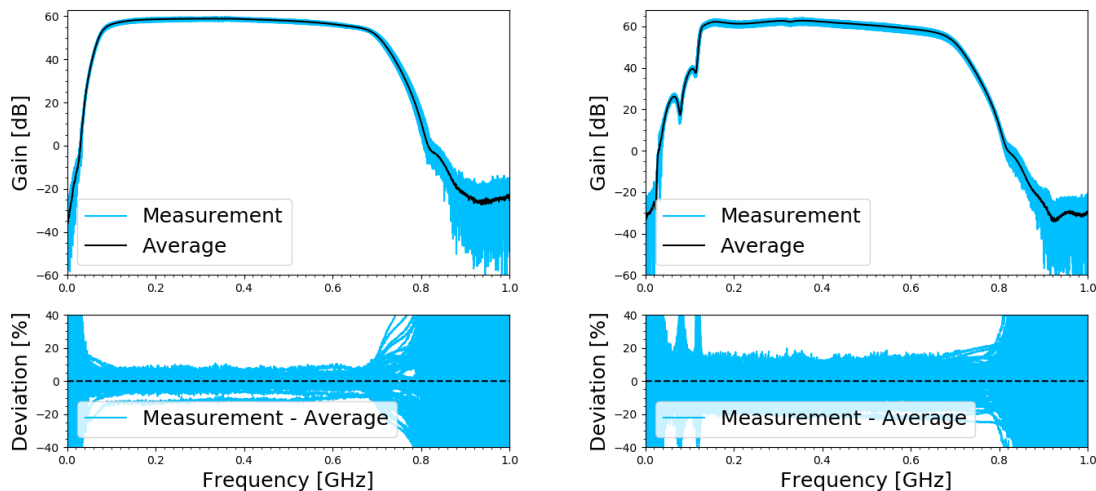 60
40
20
0
−20
−40
−60
Gain [dB]
Measurement
Average
0.0 0.2 0.4 0.6 0.8 1.0
40
20
0
−20
−40
Deviation [%]
Measurement - Average
0.0 0.2 0.4 0.6 0.8 1.0
Frequency [GHz]
60
40
20
0
−20
−40
−60
Gain [dB]
Measurement
Average
0.0 0.2 0.4 0.6 0.8 1.0
40
20
0
−20
−40
Deviation [%]
Measurement - Average
0.0 0.2 0.4 0.6 0.8 1.0
Frequency [GHz]